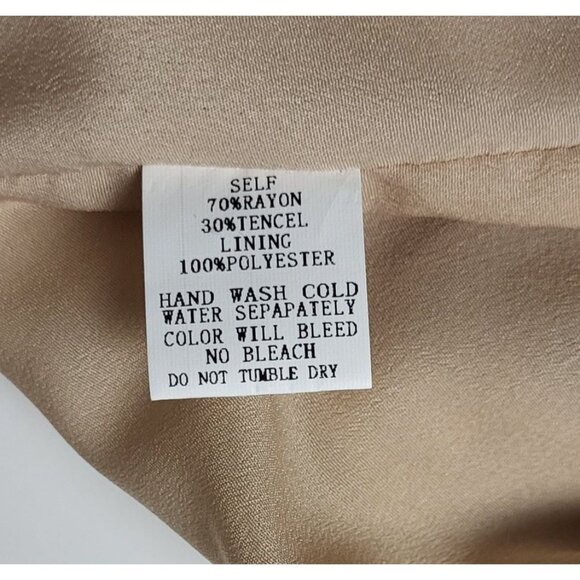 SELF
70%RAYON
30%TENCEL
LINING
100%POLYESTER
HAND WASH COLD
WATER SEPAPATELY
COLOR WILL BLEED
NO BLEACH
DO NOT TUMBLE DRY